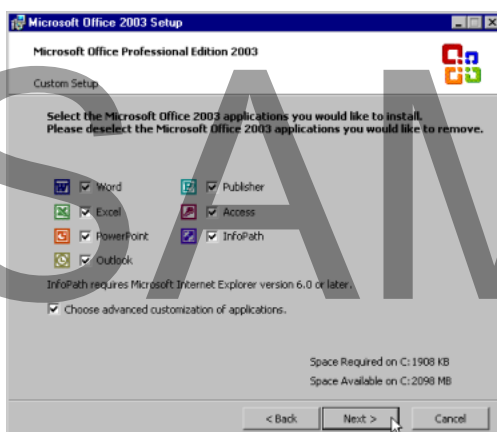 Microsoft Office 2003 Setup
Microsoft Office Professional Edition 2003
Custom Setup
Select the Microsoft Office 2003 applications you would like to install.
Please deselect the Microsoft Office 2003 applications you would like to remove.
Word
Publisher
Excel
Access
PowerPoint
InfoPath
Outlook
InfoPath requires Microsoft Internet Explorer version 6.0 or later.
Choose advanced customization of applications.
Space Required on C: 1908 KB
Space Available on C: 2098 MB
< Back Next > Cancel
SAM